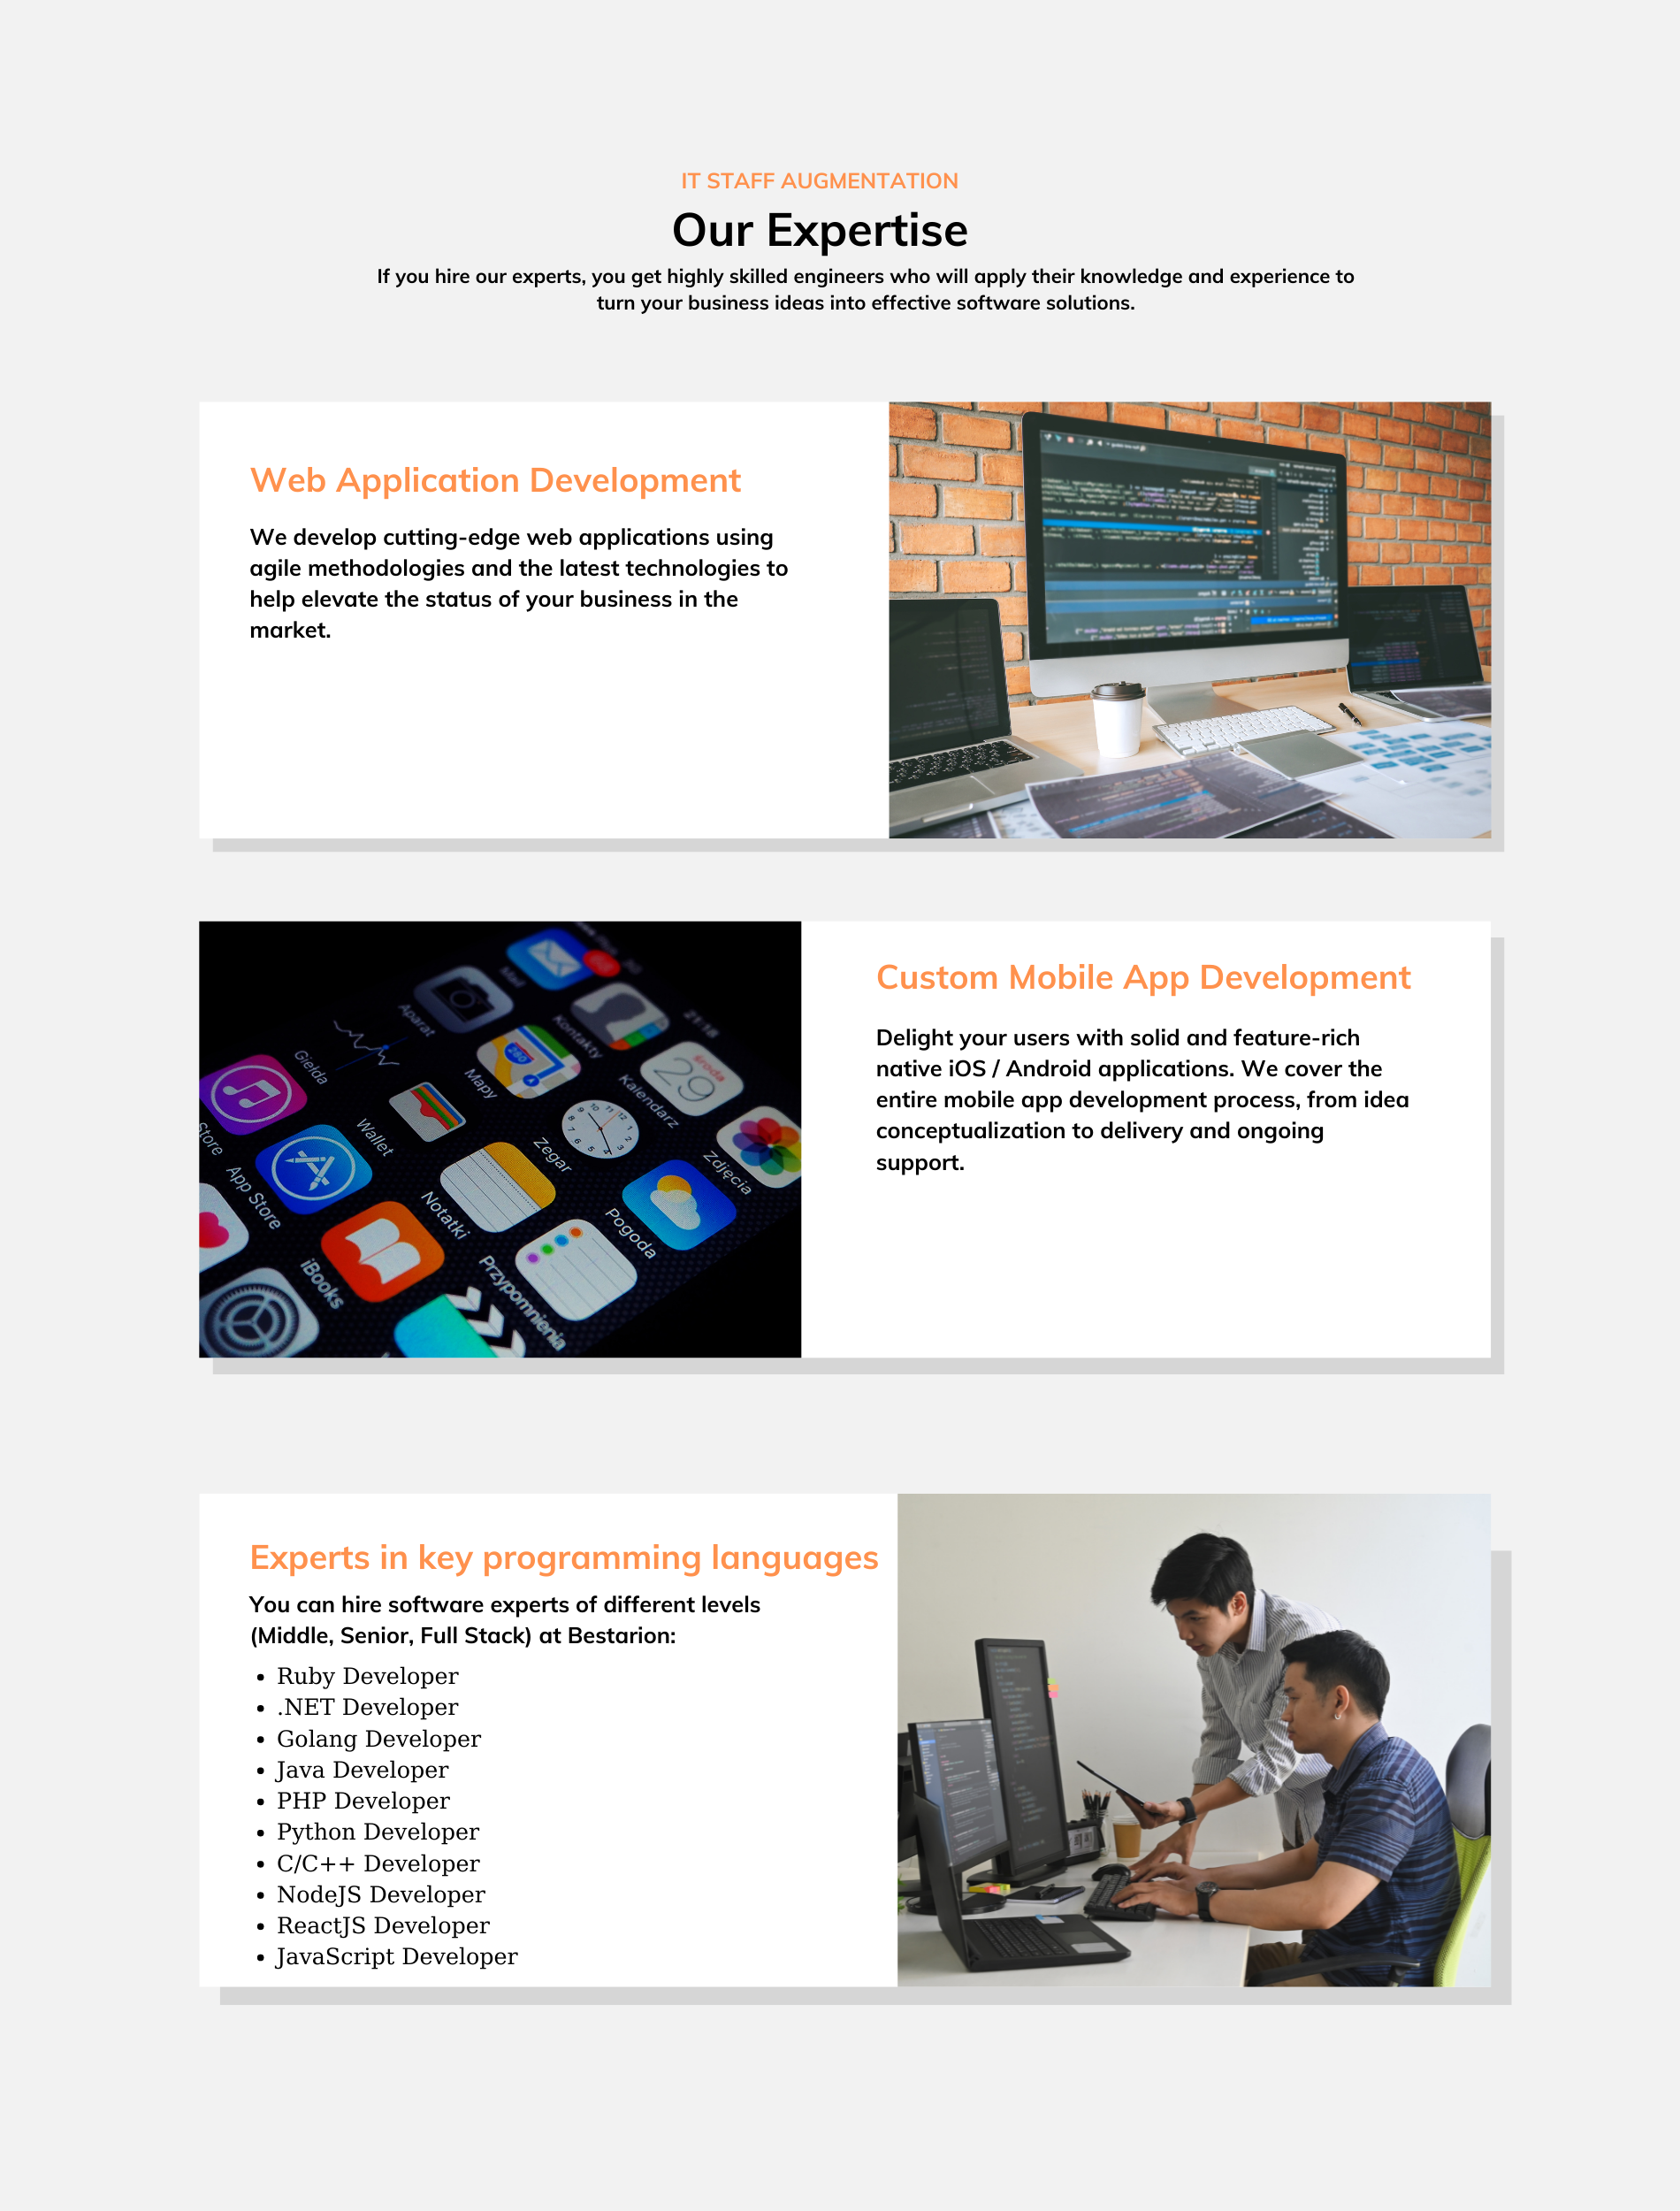 IT STAFF AUGMENTATION
Our Expertise
If you hire our experts, you get highly skilled engineers who will apply their knowledge and experience to
turn your business ideas into effective software solutions.
Web Application Development
We develop cutting-edge web applications using
agile methodologies and the latest technologies to
help elevate the status of your business in the
market.
Mail
68
Aparat
Kontakty
21:18
Giełda
Mapy
280
środa
29
Kalendarz
Store
Wallet
Zegar
Zdjęcia
App Store
Notatki
Pogoda
iBooks
Przypomnienia
Custom Mobile App Development
Delight your users with solid and feature-rich
native iOS / Android applications. We cover the
entire mobile app development process, from idea
conceptualization to delivery and ongoing
support.
Experts in key programming languages
You can hire software experts of different levels
(Middle, Senior, Full Stack) at Bestarion:
• Ruby Developer
• .NET Developer
• Golang Developer
• Java Developer
• PHP Developer
• Python Developer
• C/C++ Developer
• NodeJS Developer
• ReactJS Developer
• JavaScript Developer